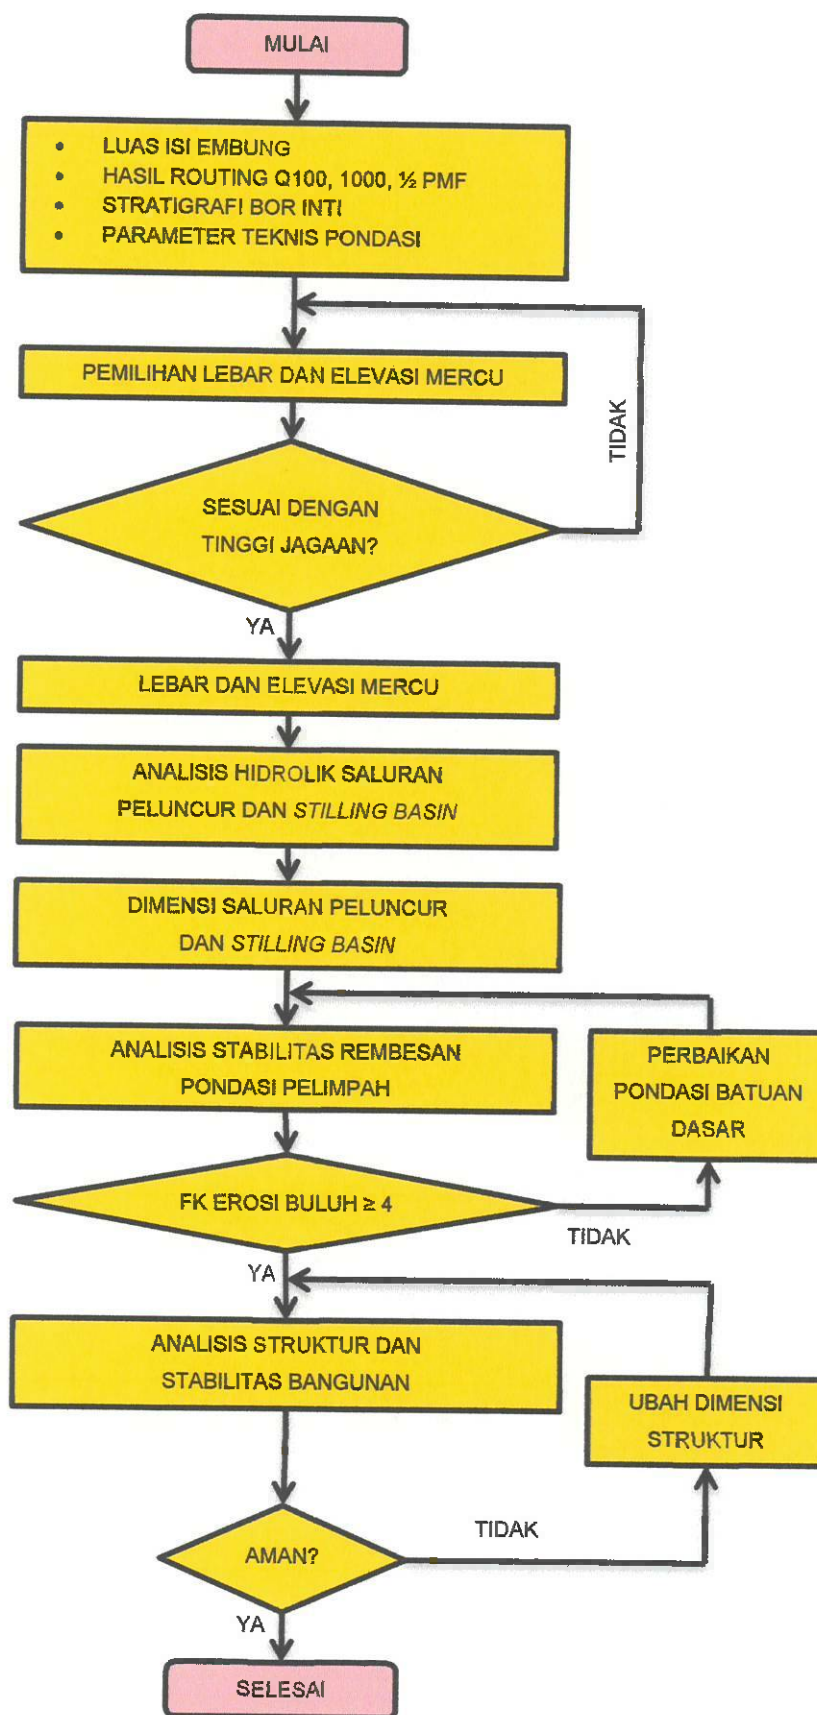 MULAI
• LUAS ISI EMBUNG
• HASIL ROUTING Q100, 1000, ½ PMF
• STRATIGRAFI BOR INTI
• PARAMETER TEKNIS PONDASI
PEMILIHAN LEBAR DAN ELEVASI MERCU
TIDAK
SESUAI DENGAN
TINGGI JAGAAN?
YA
LEBAR DAN ELEVASI MERCU
ANALISIS HIDROLIK SALURAN
PELUNCUR DAN STILLING BASIN
DIMENSI SALURAN PELUNCUR
DAN STILLING BASIN
ANALISIS STABILITAS REMBESAN
PONDASI PELIMPAH
PERBAIKAN
PONDASI BATUAN
DASAR
FK EROSI BULUH ≥ 4
TIDAK
YA
ANALISIS STRUKTUR DAN
STABILITAS BANGUNAN
UBAH DIMENSI
STRUKTUR
AMAN?
TIDAK
YA
SELESAI